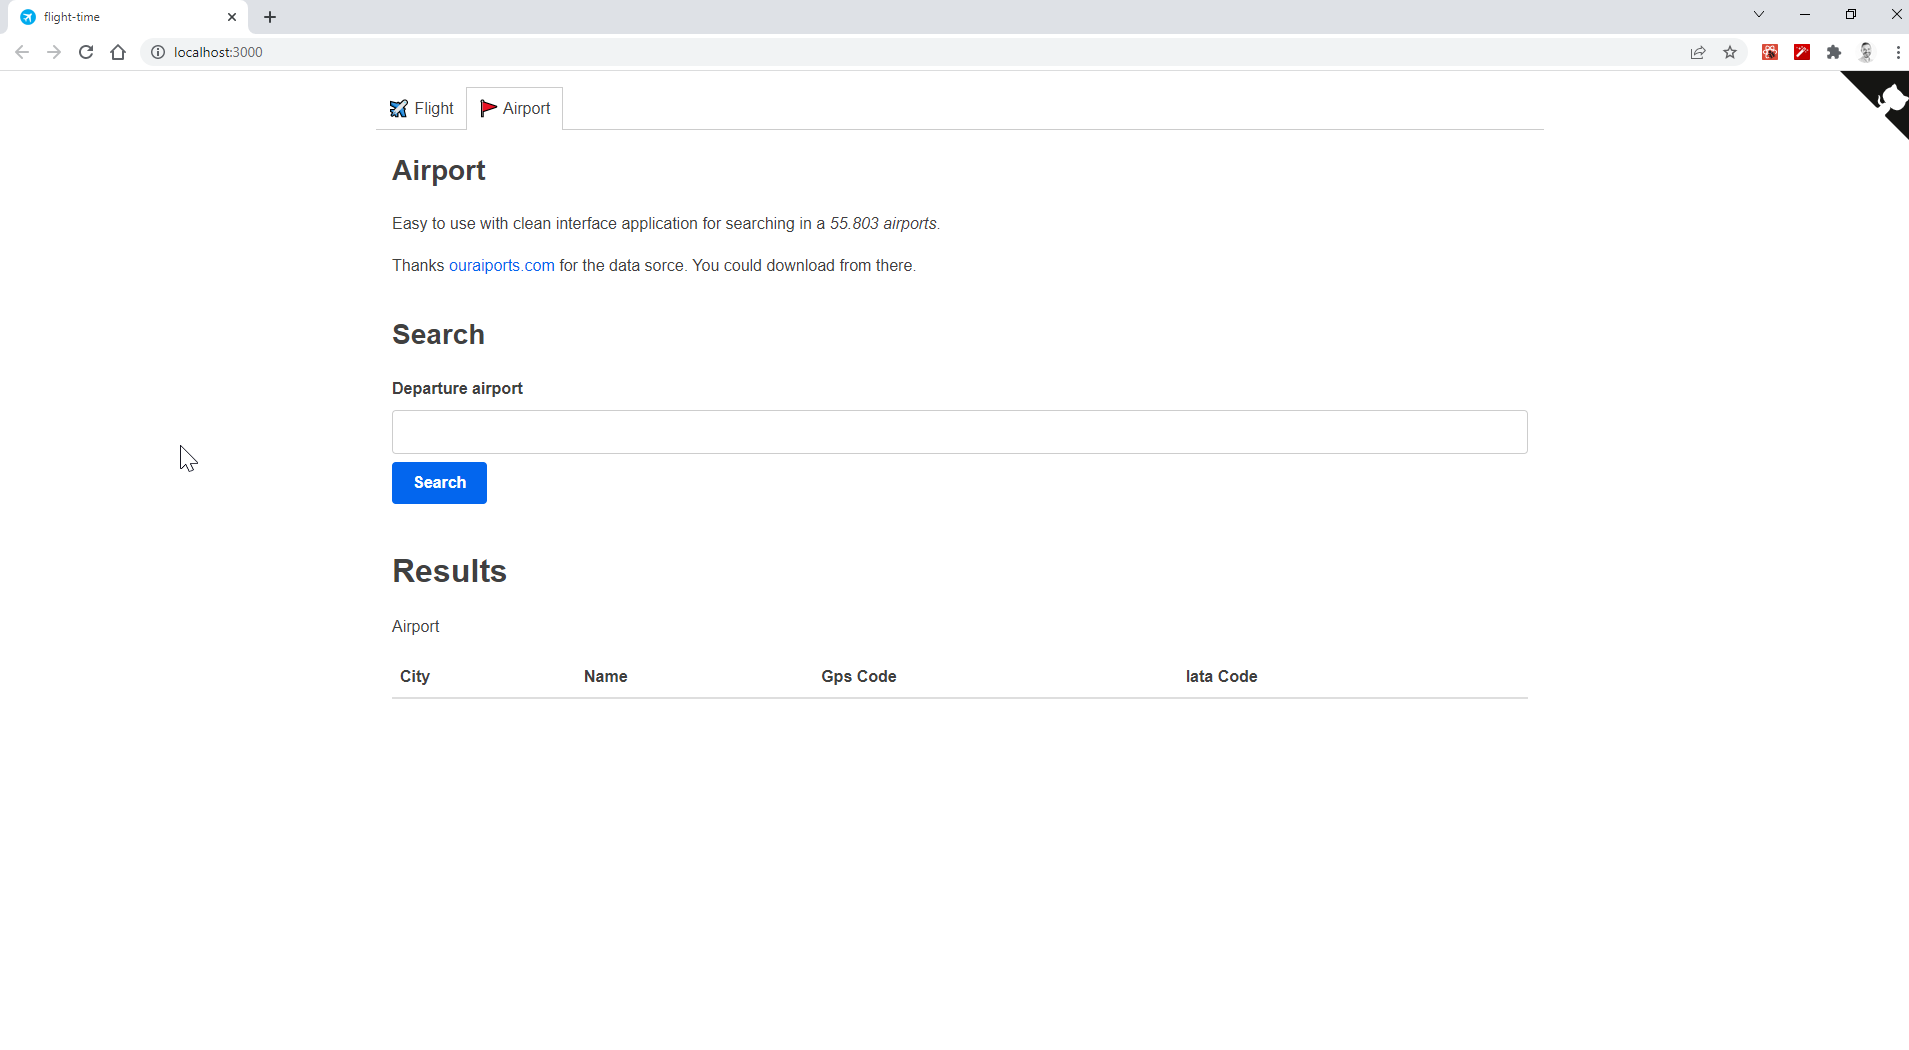 flight-time
localhost:3000
Flight Airport
Airport
Easy to use with clean interface application for searching in a 55.803 airports.
Thanks ouraiports.com for the data sorce. You could download from there.
Search
Departure airport
Search
Results
Airport
City Name Gps Code Iata Code